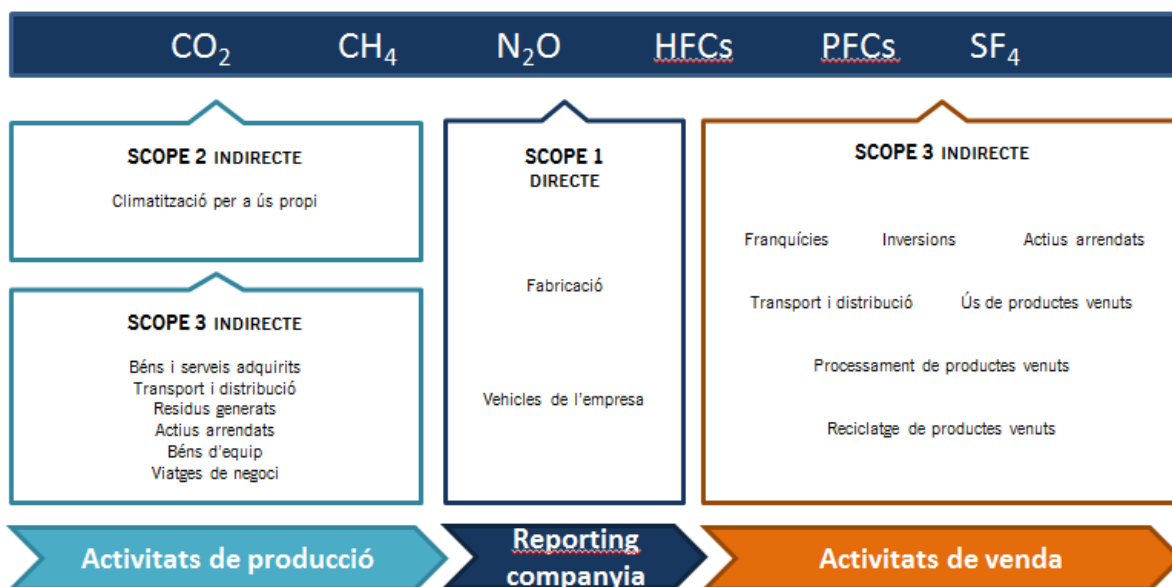 CO₂ CH₄ N₂O HFCs PFCs SF₄
SCOPE 2 INDIRECTE
Climatització per a ús propi
SCOPE 3 INDIRECTE
Béns i serveis adquirits
Transport i distribució
Residus generats
Actius arrendats
Béns d'equip
Viatges de negoci
SCOPE 1
DIRECTE
Fabricació
Vehicles de l'empresa
SCOPE 3 INDIRECTE
Franquícies Inversions Actius arrendats
Transport i distribució Ús de productes venuts
Processament de productes venuts
Reciclatge de productes venuts
Activitats de producció
Reporting
companyia
Activitats de venda